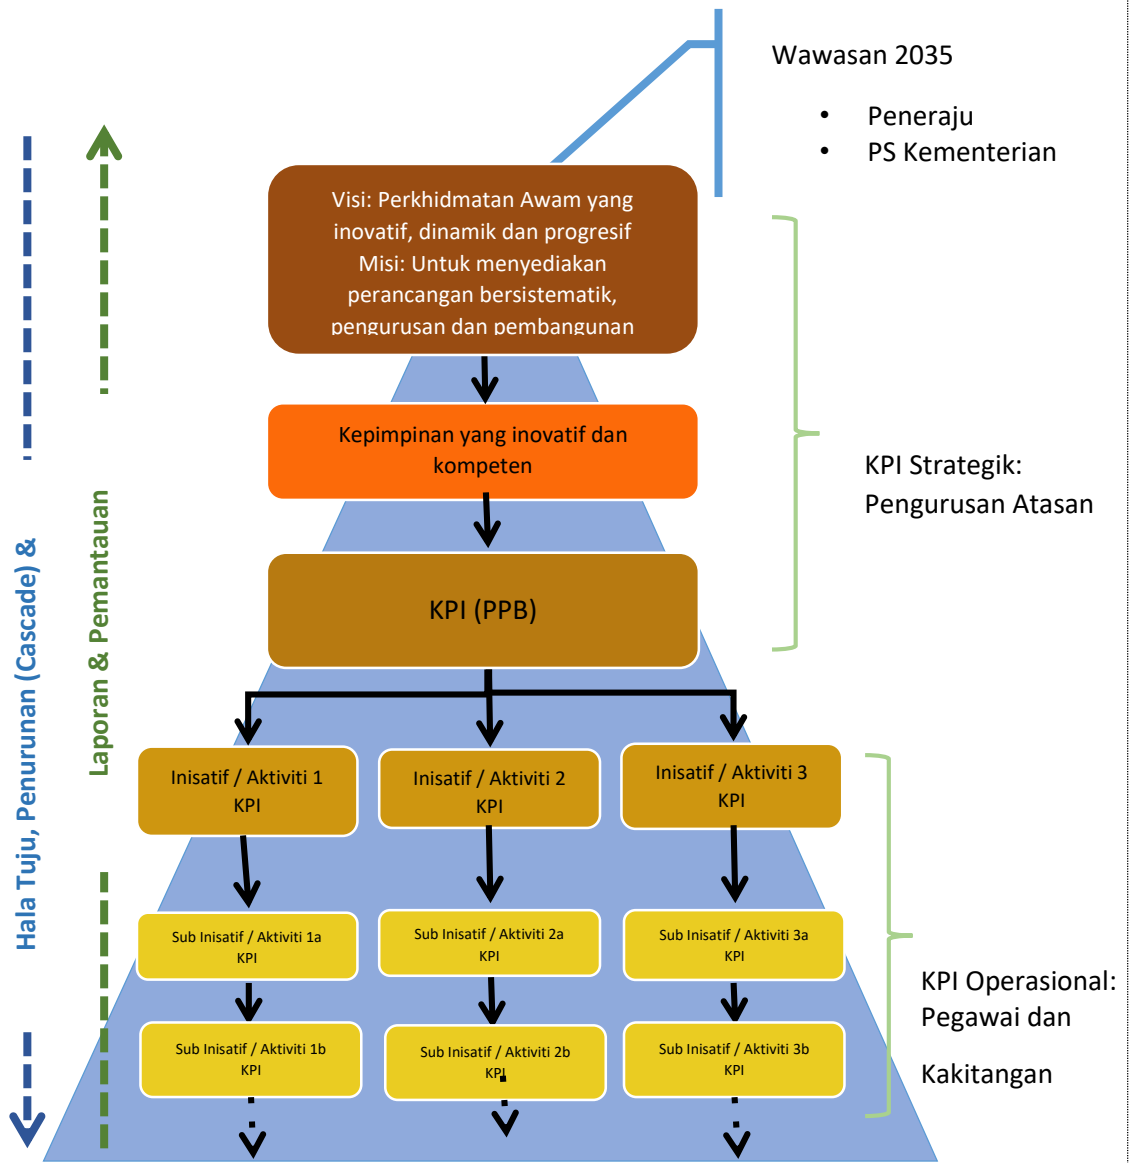 Wawasan 2035
• Peneraju
• PS Kementerian
Visi: Perkhidmatan Awam yang
inovatif, dinamik dan progresif
Misi: Untuk menyediakan
perancangan bersistematik,
pengurusan dan pembangunan
Kepimpinan yang inovatif dan
kompeten
KPI (PPB)
KPI Strategik:
Pengurusan Atasan
Hala Tuju, Penurunan (Cascade) &
Laporan & Pemantauan
Inisatif / Aktiviti 1
KPI
Inisatif / Aktiviti 2
KPI
Inisatif / Aktiviti 3
KPI
Sub Inisatif / Aktiviti 1a
KPI
Sub Inisatif / Aktiviti 2a
KPI
Sub Inisatif / Aktiviti 3a
KPI
Sub Inisatif / Aktiviti 1b
KPI
Sub Inisatif / Aktiviti 2b
KPI
Sub Inisatif / Aktiviti 3b
KPI
KPI Operasional:
Pegawai dan
Kakitangan